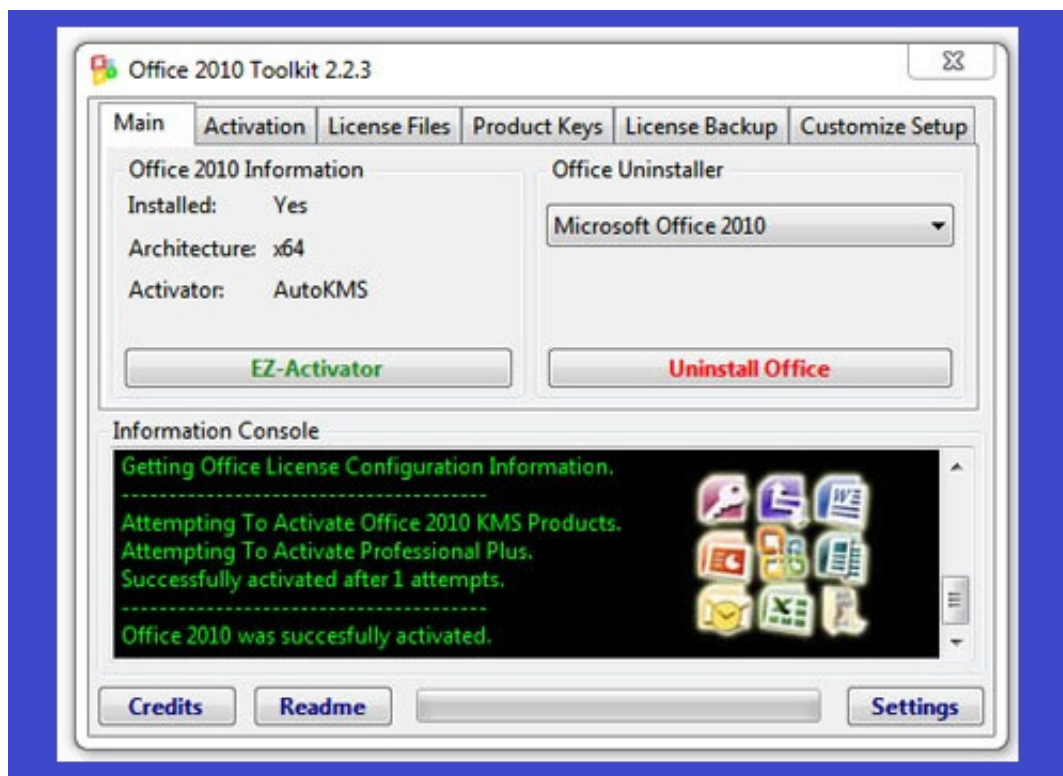 Office 2010 Toolkit 2.2.3
Main Activation License Files Product Keys License Backup Customize Setup
Office 2010 Information
Installed: Yes
Architecture: x64
Activator: AutoKMS
EZ-Activator
Office Uninstaller
Microsoft Office 2010
Uninstall Office
Information Console
Getting Office License Configuration Information.
----------------------------------------
Attempting To Activate Office 2010 KMS Products.
Attempting To Activate Professional Plus.
Successfully activated after 1 attempts.
----------------------------------------
Office 2010 was succesfully activated.
Credits Readme Settings